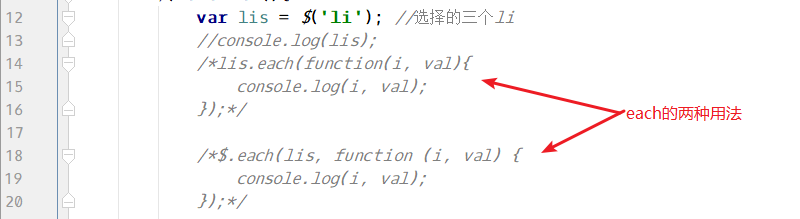 12 var lis = $('li'); //选择的三个li
13 //console.log(lis);
14 /*lis.each(function(i, val){
15 console.log(i, val);
16 });*/
each的两种用法
17
18 /*$.each(lis, function (i, val) {
19 console.log(i, val);
20 });*/